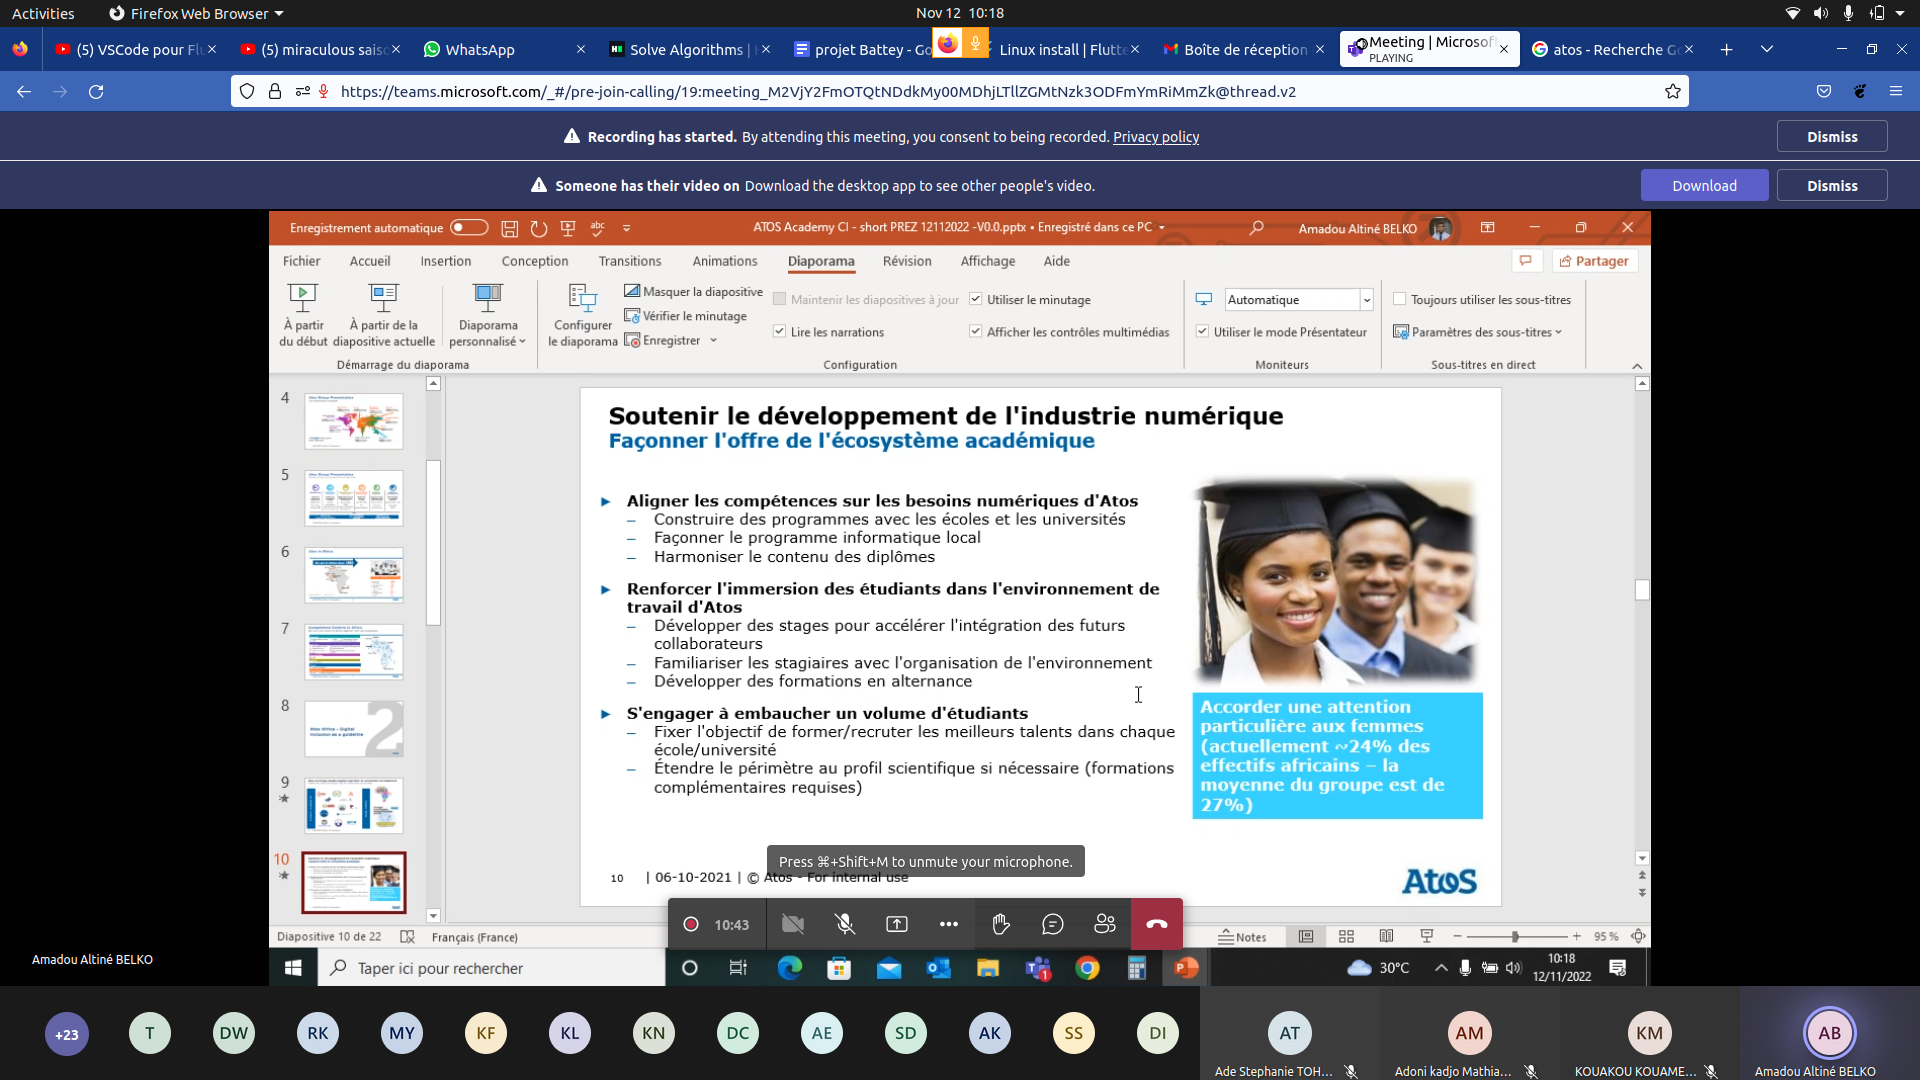 Activities
Firefox Web Browser
Nov 12 10:18
(5) VSCode pour Flu
(5) miraculous saiso
WhatsApp
Solve Algorithms | H
projet Battey - Go
Linux install | Flutte
Boîte de réception
Meeting | Microsof
PLAYING
atos - Recherche Go
https://teams.microsoft.com/_#/pre-join-calling/19:meeting_M2VjY2FmOTQtNDdkMy00MDhjLTllZGMtNzk3ODFmYmRiMmZk@thread.v2
Recording has started. By attending this meeting, you consent to being recorded. Privacy policy
Dismiss
Someone has their video on Download the desktop app to see other people's video.
Download
Dismiss
Enregistrement automatique
abc
ATOS Academy CI - short PREZ 12112022 -V0.0.pptx • Enregistré dans ce PC
Amadou Altiné BELKO
Fichier
Accueil
Insertion
Conception
Transitions
Animations
Diaporama
Révision
Affichage
Aide
Partager
À partir du début
À partir de la diapositive actuelle
Diaporama personnalisé
Configurer le diaporama
Masquer la diapositive
Vérifier le minutage
Enregistrer
Maintenir les diapositives à jour
Lire les narrations
Utiliser le minutage
Afficher les contrôles multimédias
Automatique
Utiliser le mode Présentateur
Toujours utiliser les sous-titres
Paramètres des sous-titres
Démarrage du diaporama
Configuration
Moniteurs
Sous-titres en direct
4
5
6
7
8
2
9
10
Soutenir le développement de l'industrie numérique
Façonner l'offre de l'écosystème académique
Aligner les compétences sur les besoins numériques d'Atos
– Construire des programmes avec les écoles et les universités
– Façonner le programme informatique local
– Harmoniser le contenu des diplômes
Renforcer l'immersion des étudiants dans l'environnement de
travail d'Atos
– Développer des stages pour accélérer l'intégration des futurs
collaborateurs
– Familiariser les stagiaires avec l'organisation de l'environnement
– Développer des formations en alternance
S'engager à embaucher un volume d'étudiants
– Fixer l'objectif de former/recruter les meilleurs talents dans chaque
école/université
– Étendre le périmètre au profil scientifique si nécessaire (formations
complémentaires requises)
Accorder une attention
particulière aux femmes
(actuellement ~24% des
effectifs africains – la
moyenne du groupe est de
27%)
Press ⌘+Shift+M to unmute your microphone.
10 | 06-10-2021 | © Atos - For internal use
Atos
10:43
Diapositive 10 de 22
Français (France)
Notes
95 %
Amadou Altiné BELKO
Taper ici pour rechercher
1
30°C
10:18
12/11/2022
+23
T
DW
RK
MY
KF
KL
KN
DC
AE
SD
AK
SS
DI
AT
AM
KM
AB
Ade Stephanie TOH...
Adoni kadjo Mathia...
KOUAKOU KOUAME...
Amadou Altiné BELKO